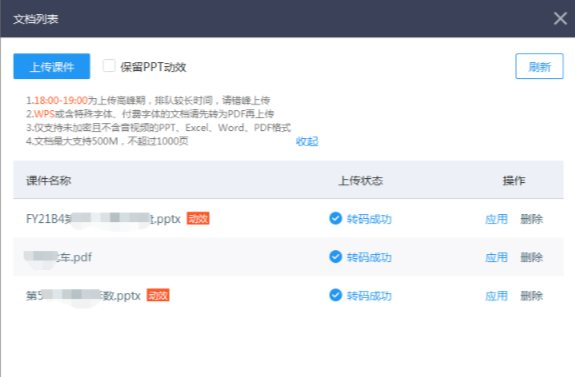 文档列表
上传课件 保留PPT动效 刷新
1.18:00-19:00为上传高峰期，排队较长时间，请错峰上传
2.WPS或含特殊字体、付费字体的文档请先转为PDF再上传
3.仅支持未加密且不含音视频的PPT、Excel、Word、PDF格式
4.文档最大支持500M，不超过1000页 收起
课件名称 上传状态 操作
FY21B4第 .pptx 动效 转码成功 应用 删除
车.pdf 转码成功 应用 删除
第5 数.pptx 动效 转码成功 应用 删除